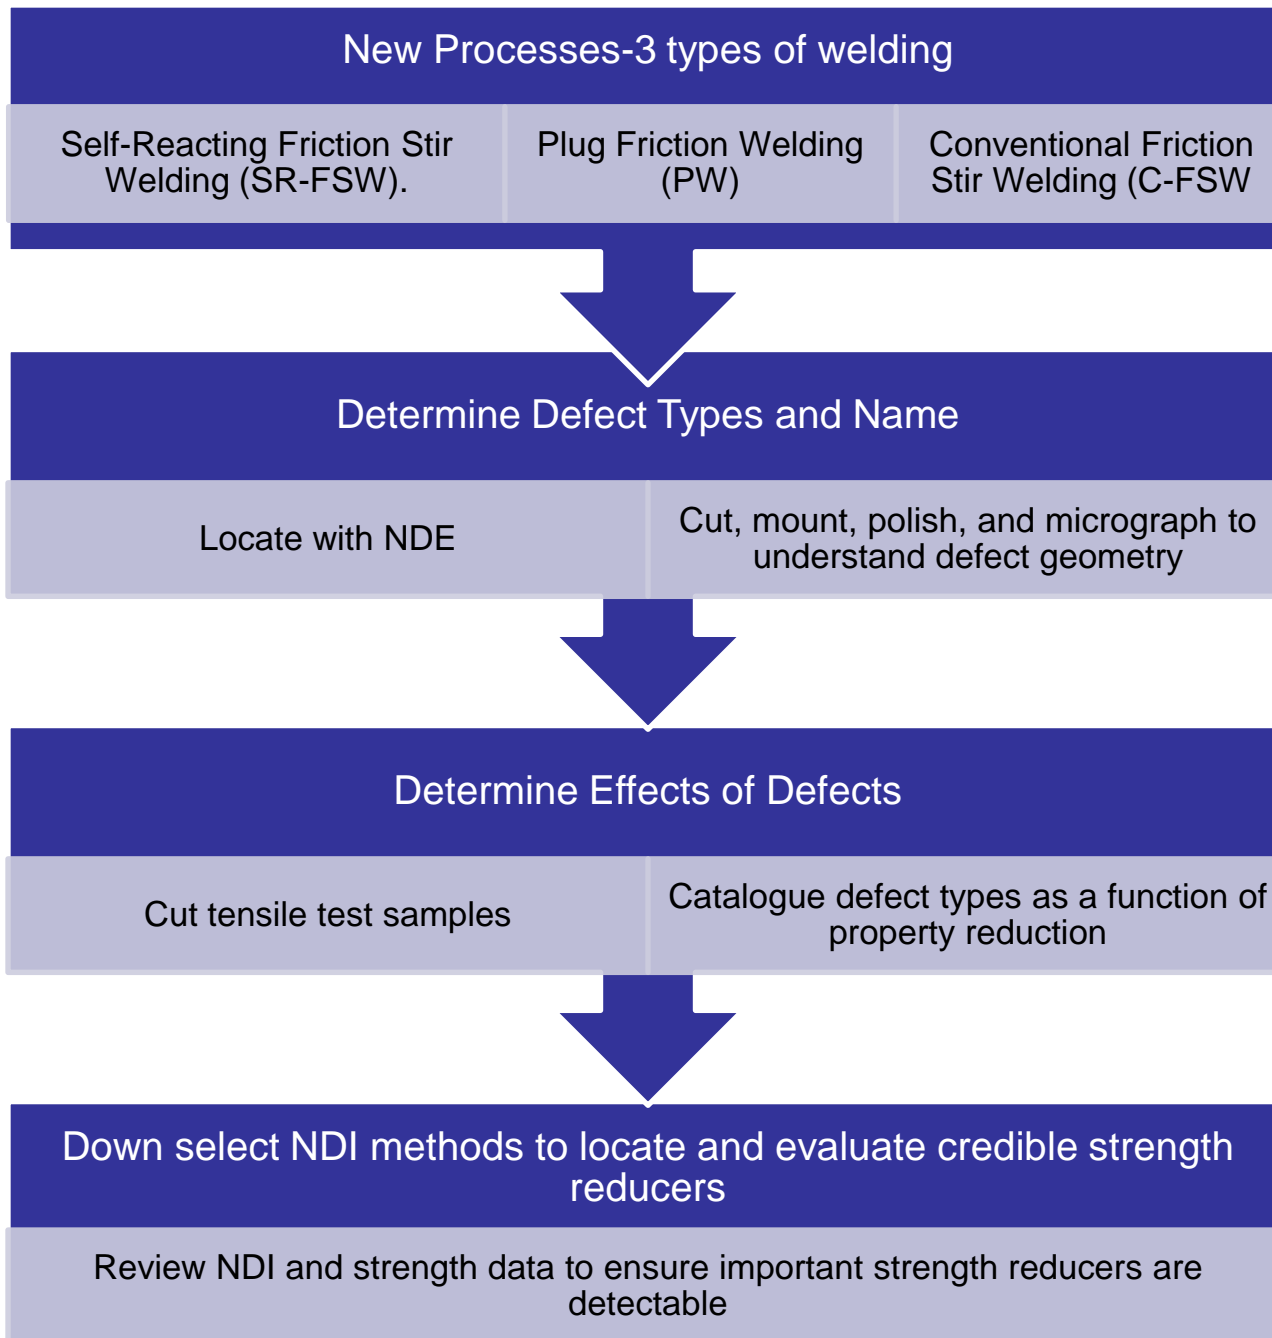 New Processes-3 types of welding
Self-Reacting Friction Stir
Welding (SR-FSW).
Plug Friction Welding
(PW)
Conventional Friction
Stir Welding (C-FSW
Determine Defect Types and Name
Locate with NDE
Cut, mount, polish, and micrograph to
understand defect geometry
Determine Effects of Defects
Cut tensile test samples
Catalogue defect types as a function of
property reduction
Down select NDI methods to locate and evaluate credible strength
reducers
Review NDI and strength data to ensure important strength reducers are
detectable